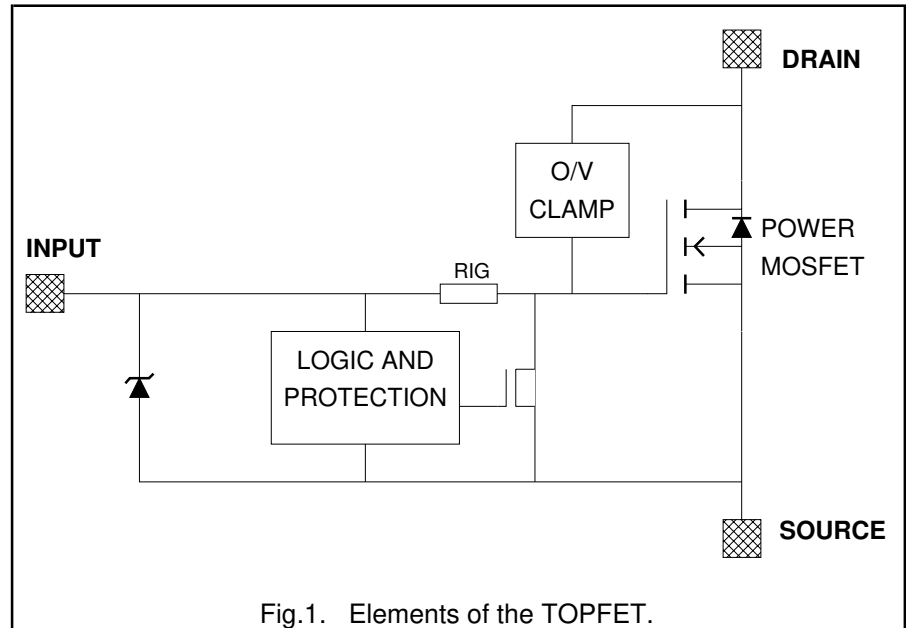 DRAIN
O/V
CLAMP
POWER
MOSFET
INPUT
RIG
LOGIC AND
PROTECTION
SOURCE
Fig.1. Elements of the TOPFET.